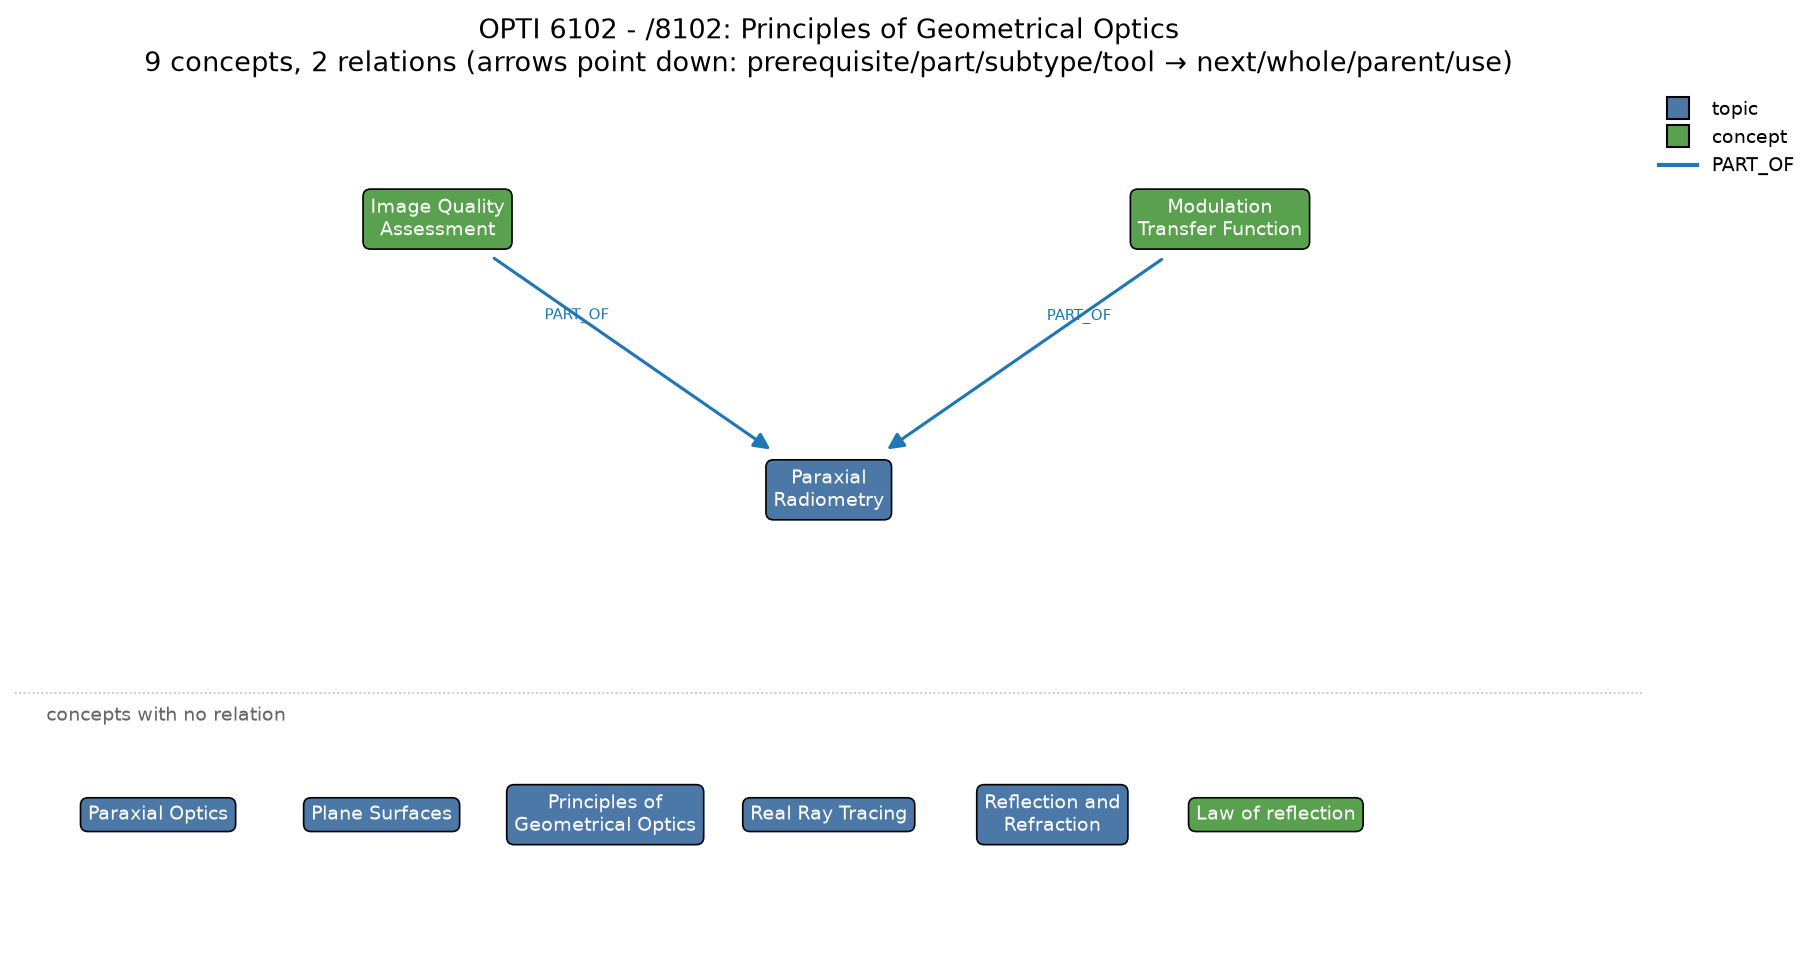 OPTI 6102 - /8102: Principles of Geometrical Optics
9 concepts, 2 relations (arrows point down: prerequisite/part/subtype/tool → next/whole/parent/use)
topic
concept
PART_OF
Image Quality
Assessment
Modulation
Transfer Function
PART_OF
PART_OF
Paraxial
Radiometry
concepts with no relation
Paraxial Optics
Plane Surfaces
Principles of
Geometrical Optics
Real Ray Tracing
Reflection and
Refraction
Law of reflection